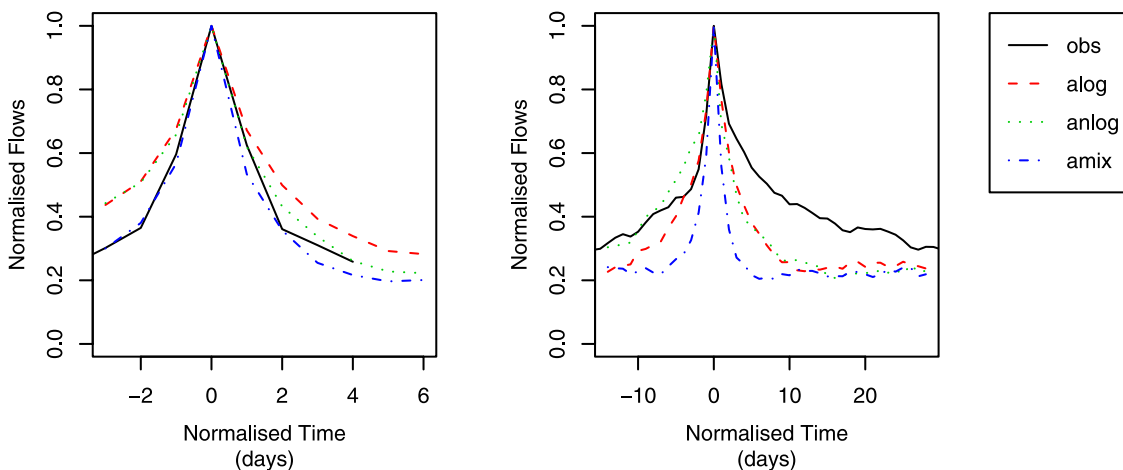 1.0
0.8
0.6
0.4
0.2
0.0
Normalised Flows
−2 0 2 4 6
Normalised Time
(days)
1.0
0.8
0.6
0.4
0.2
0.0
Normalised Flows
−10 0 10 20
Normalised Time
(days)
obs
alog
anlog
amix